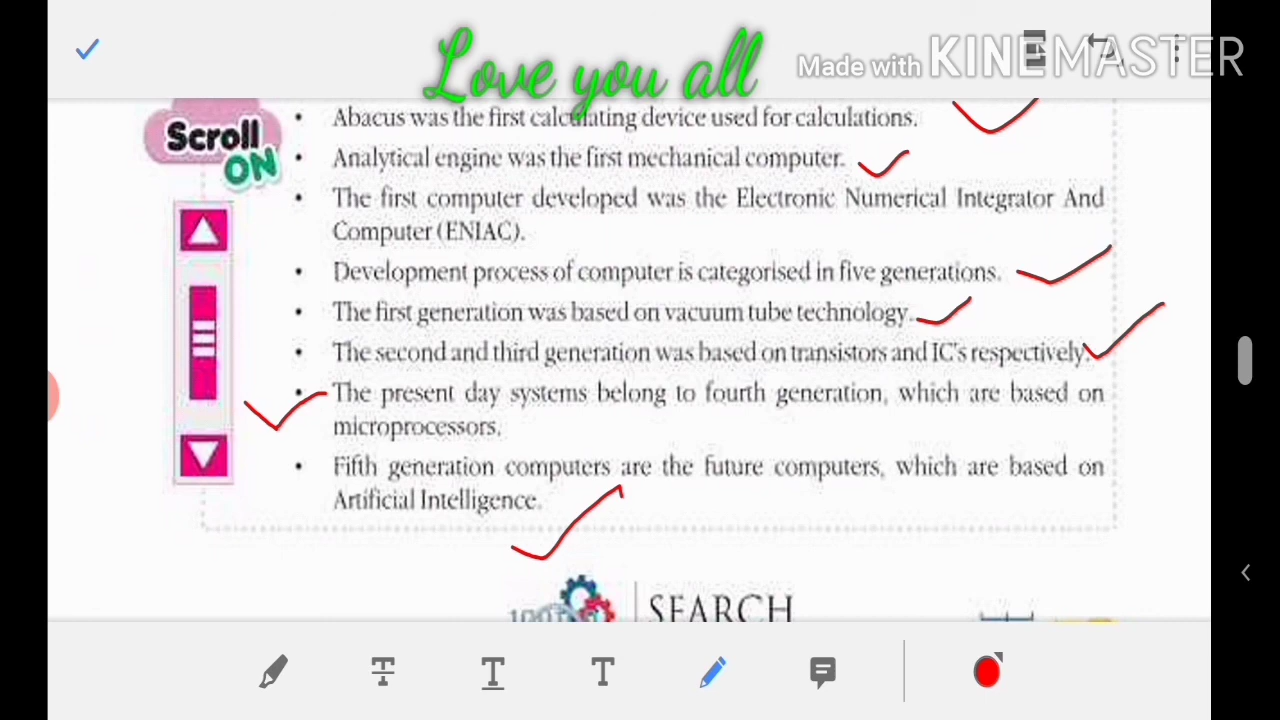 Love you all
Made with KINEMASTER
Scroll
ON
• Abacus was the first calculating device used for calculations.
• Analytical engine was the first mechanical computer.
• The first computer developed was the Electronic Numerical Integrator And
Computer (ENIAC).
• Development process of computer is categorised in five generations.
• The first generation was based on vacuum tube technology.
• The second and third generation was based on transistors and IC's respectively.
• The present day systems belong to fourth generation, which are based on
microprocessors.
• Fifth generation computers are the future computers, which are based on
Artificial Intelligence.
SEARCH
T T T